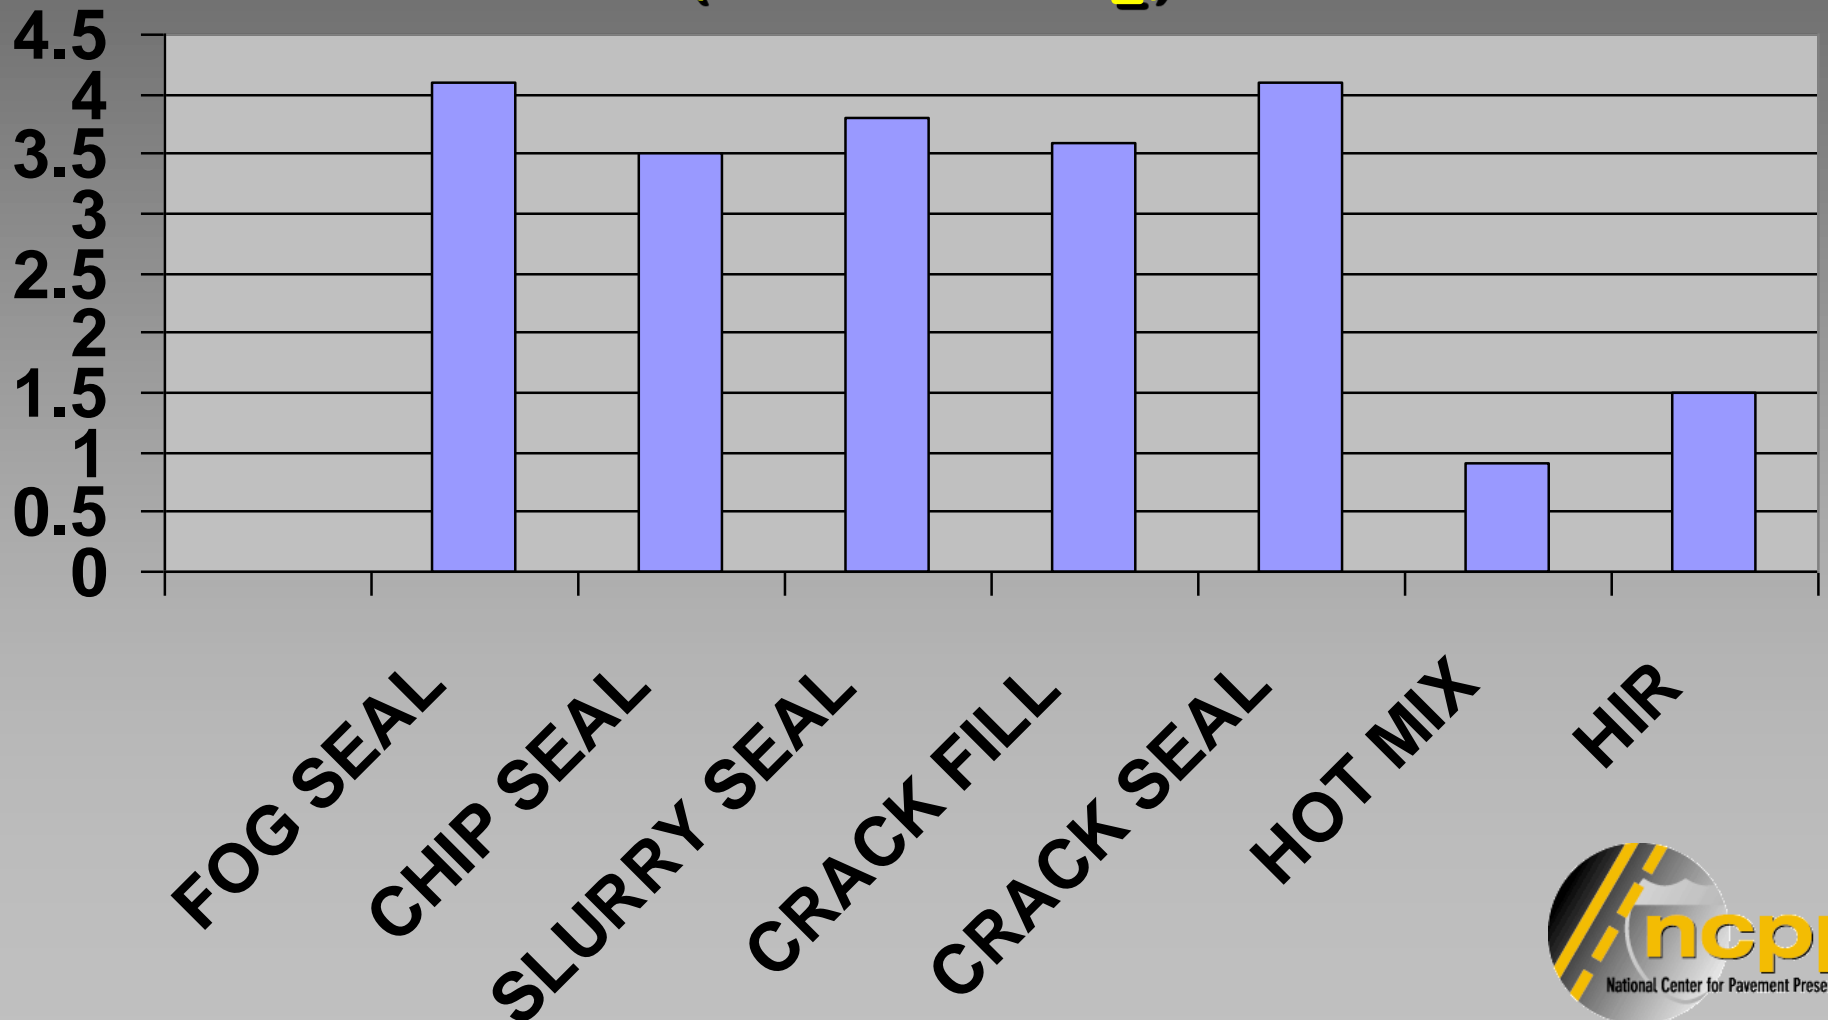 4.5
4
3.5
3
2.5
2
1.5
1
0.5
0
FOG SEAL
CHIP SEAL
SLURRY SEAL
CRACK FILL
CRACK SEAL
HOT MIX
HIR
ncp
National Center for Pavement